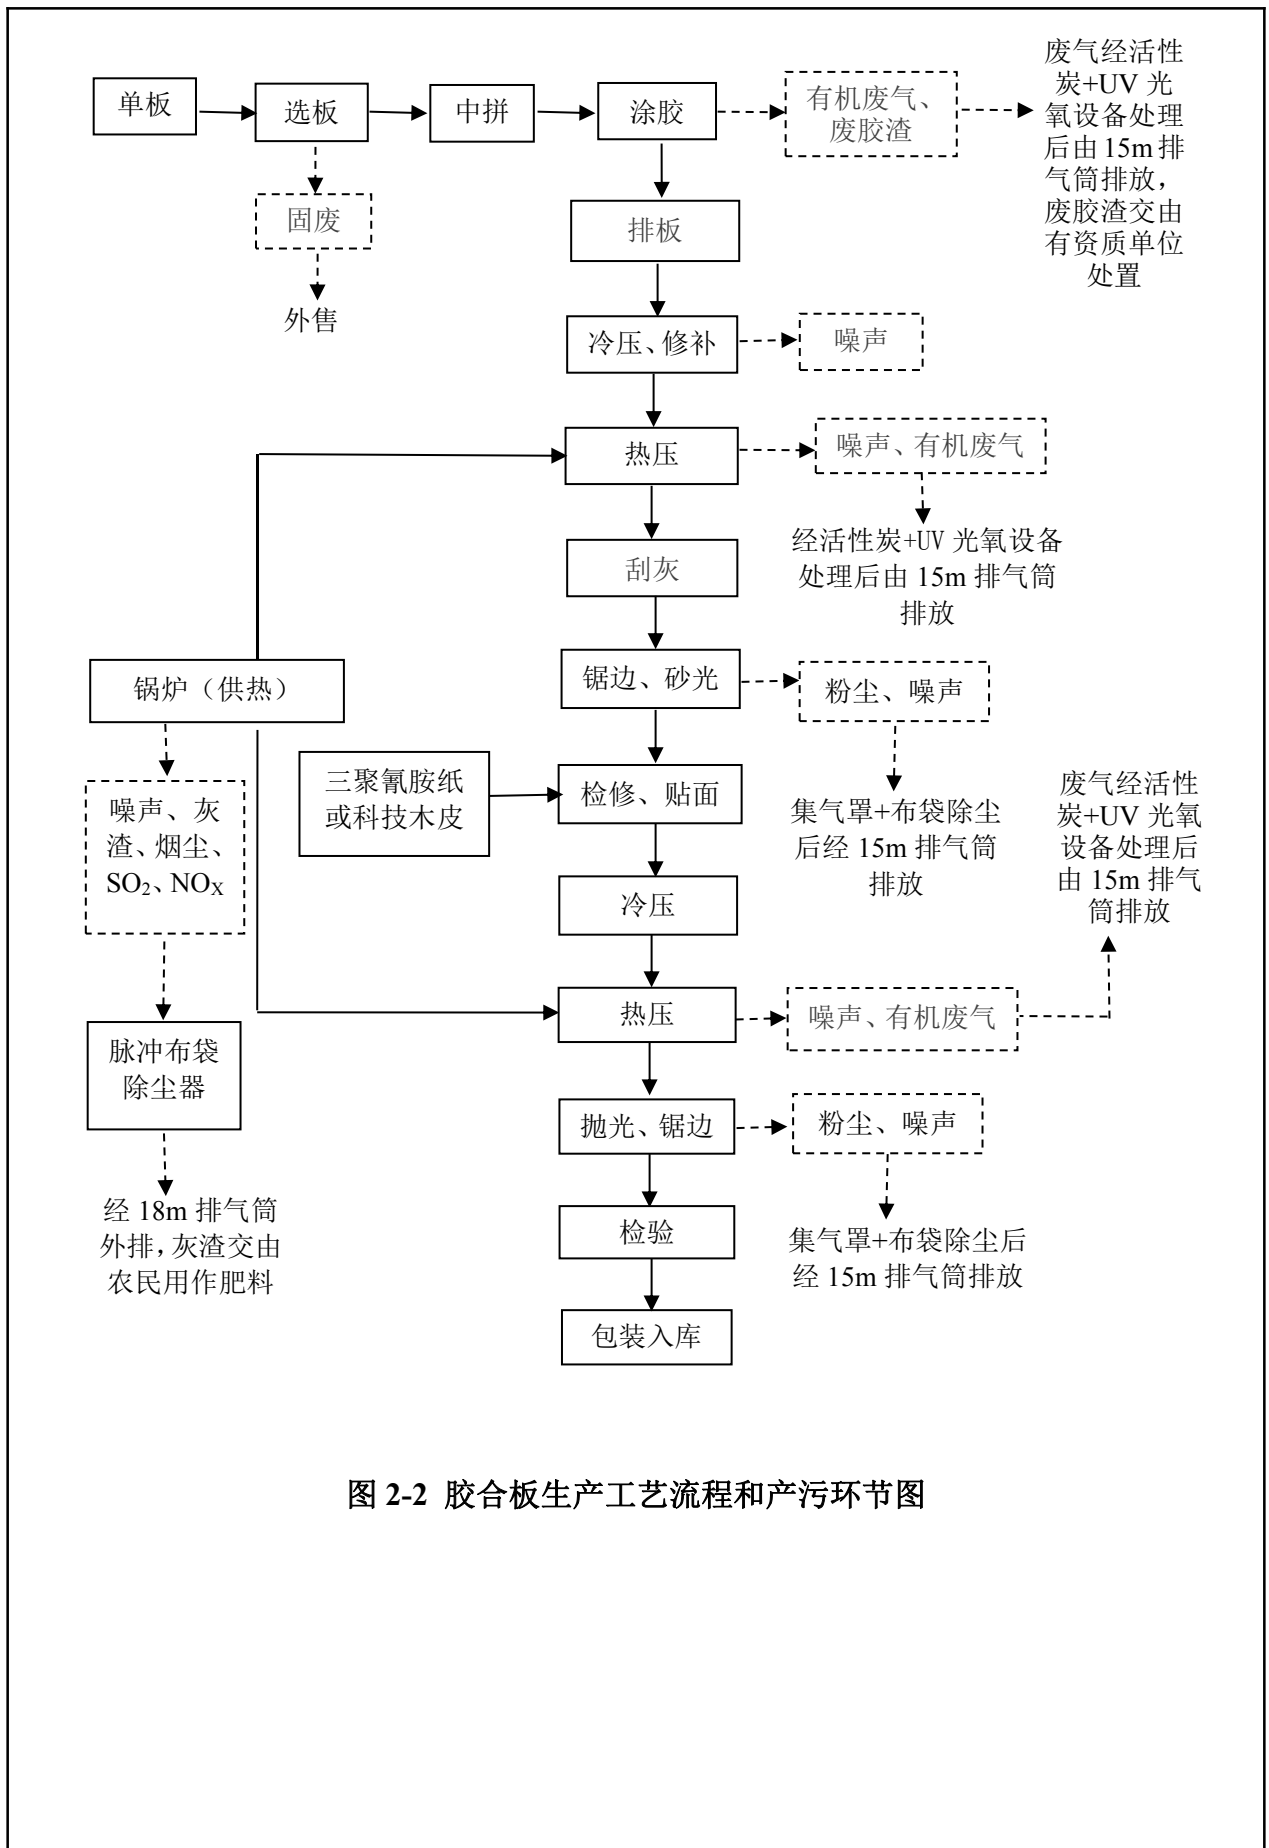 单板
选板
中拼
涂胶
有机废气、
废胶渣
废气经活性
炭+UV 光
氧设备处理
后由 15m 排
气筒排放，
废胶渣交由
有资质单位
处置
固废
外售
排板
冷压、修补
噪声
热压
噪声、有机废气
经活性炭+UV 光氧设备
处理后由 15m 排气筒
排放
刮灰
锅炉（供热）
锯边、砂光
粉尘、噪声
集气罩+布袋除尘
后经 15m 排气筒
排放
三聚氰胺纸
或科技木皮
检修、贴面
噪声、灰
渣、烟尘、
SO₂、NOX
冷压
热压
噪声、有机废气
废气经活性
炭+UV 光氧
设备处理后
由 15m 排气
筒排放
脉冲布袋
除尘器
经 18m 排气筒
外排，灰渣交由
农民用作肥料
抛光、锯边
粉尘、噪声
集气罩+布袋除尘后
经 15m 排气筒排放
检验
包装入库
图 2-2 胶合板生产工艺流程和产污环节图